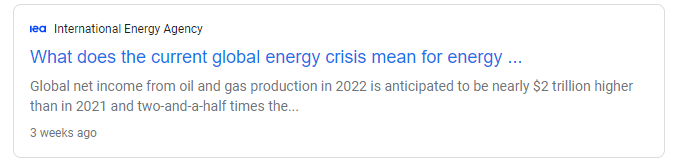 iea International Energy Agency
What does the current global energy crisis mean for energy ...
Global net income from oil and gas production in 2022 is anticipated to be nearly $2 trillion higher
than in 2021 and two-and-a-half times the...
3 weeks ago